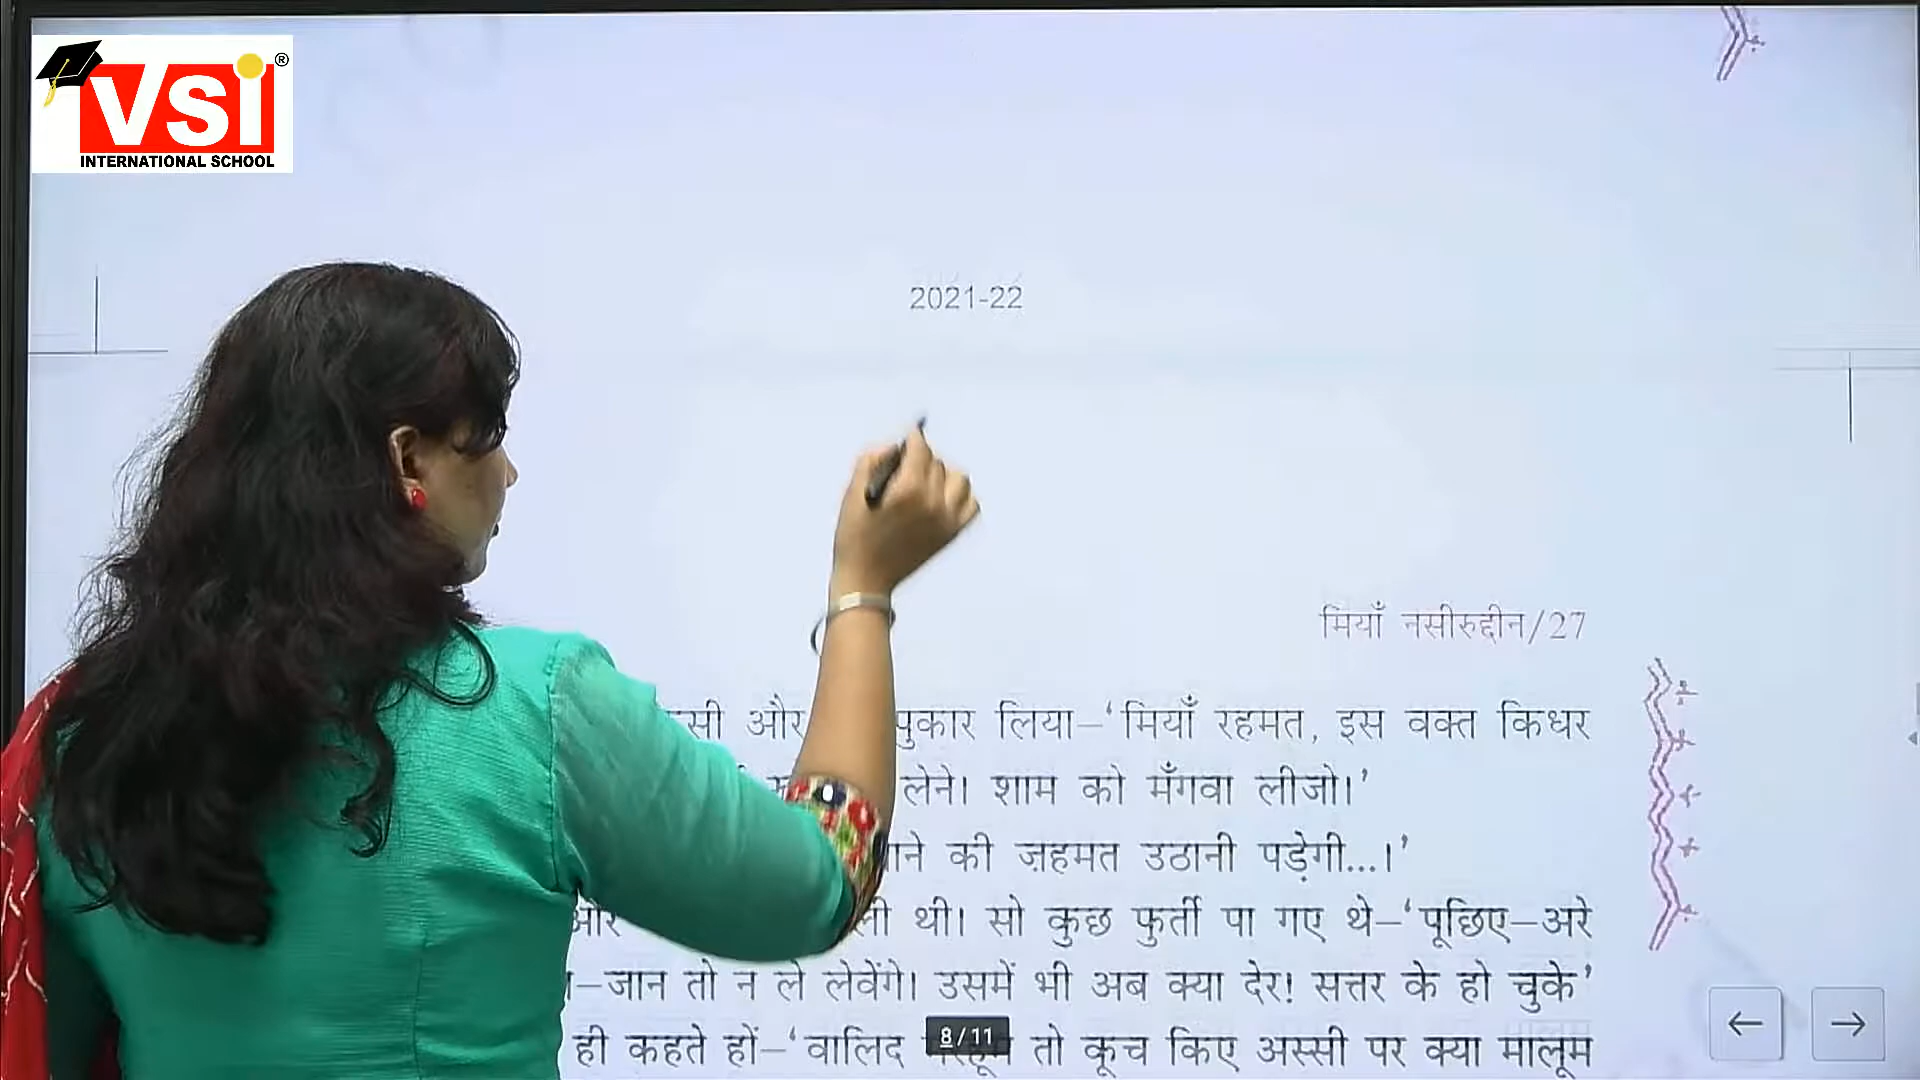 vsi®
INTERNATIONAL SCHOOL
2021-22
मियाँ नसीरुद्दीन/27
और पुकार लिया–‘मियाँ रहमत, इस वक्त किधर
लेने। शाम को मँगवा लीजो।’
की ज़हमत उठानी पड़ेगी...।’
थी। सो कुछ फुर्ती पा गए थे–‘पूछिए–अरे
–जान तो न ले लेवेंगे। उसमें भी अब क्या देर! सत्तर के हो चुके’
ही कहते हों–‘वालिद तो कूच किए अस्सी पर क्या मालूम
8/11